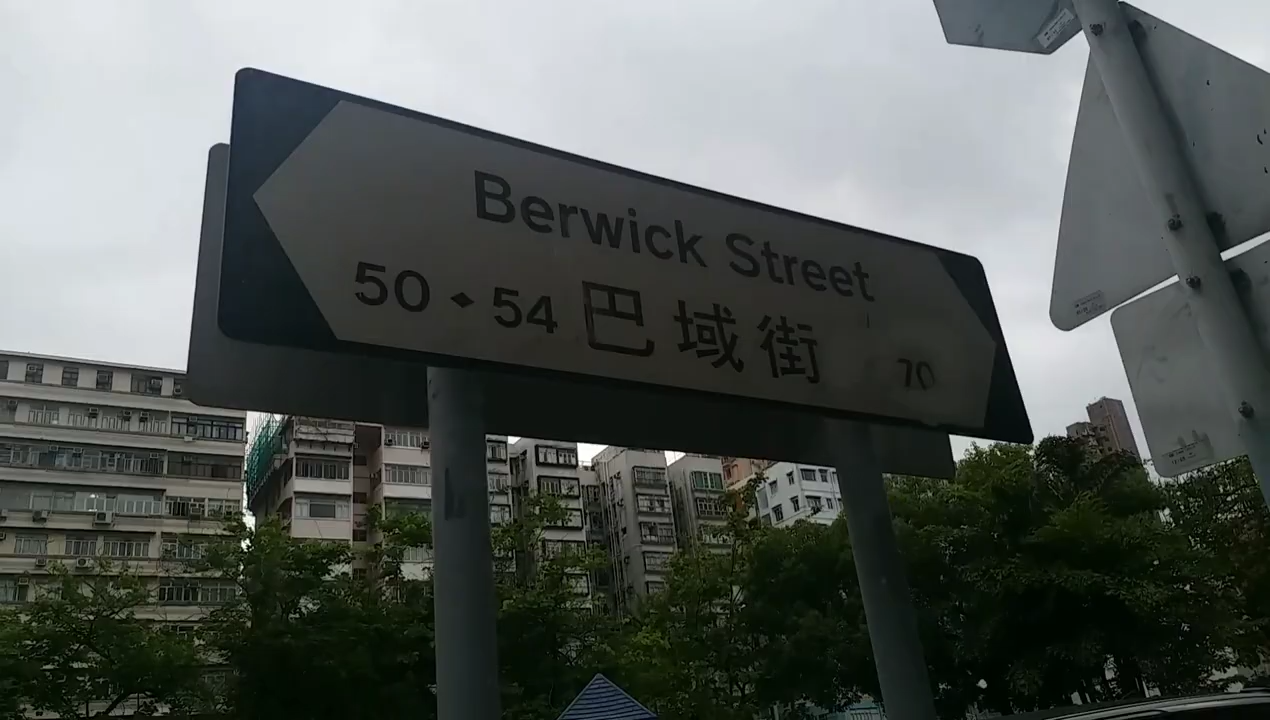 Berwick Street
50 ⬥ 54 巴域街 70